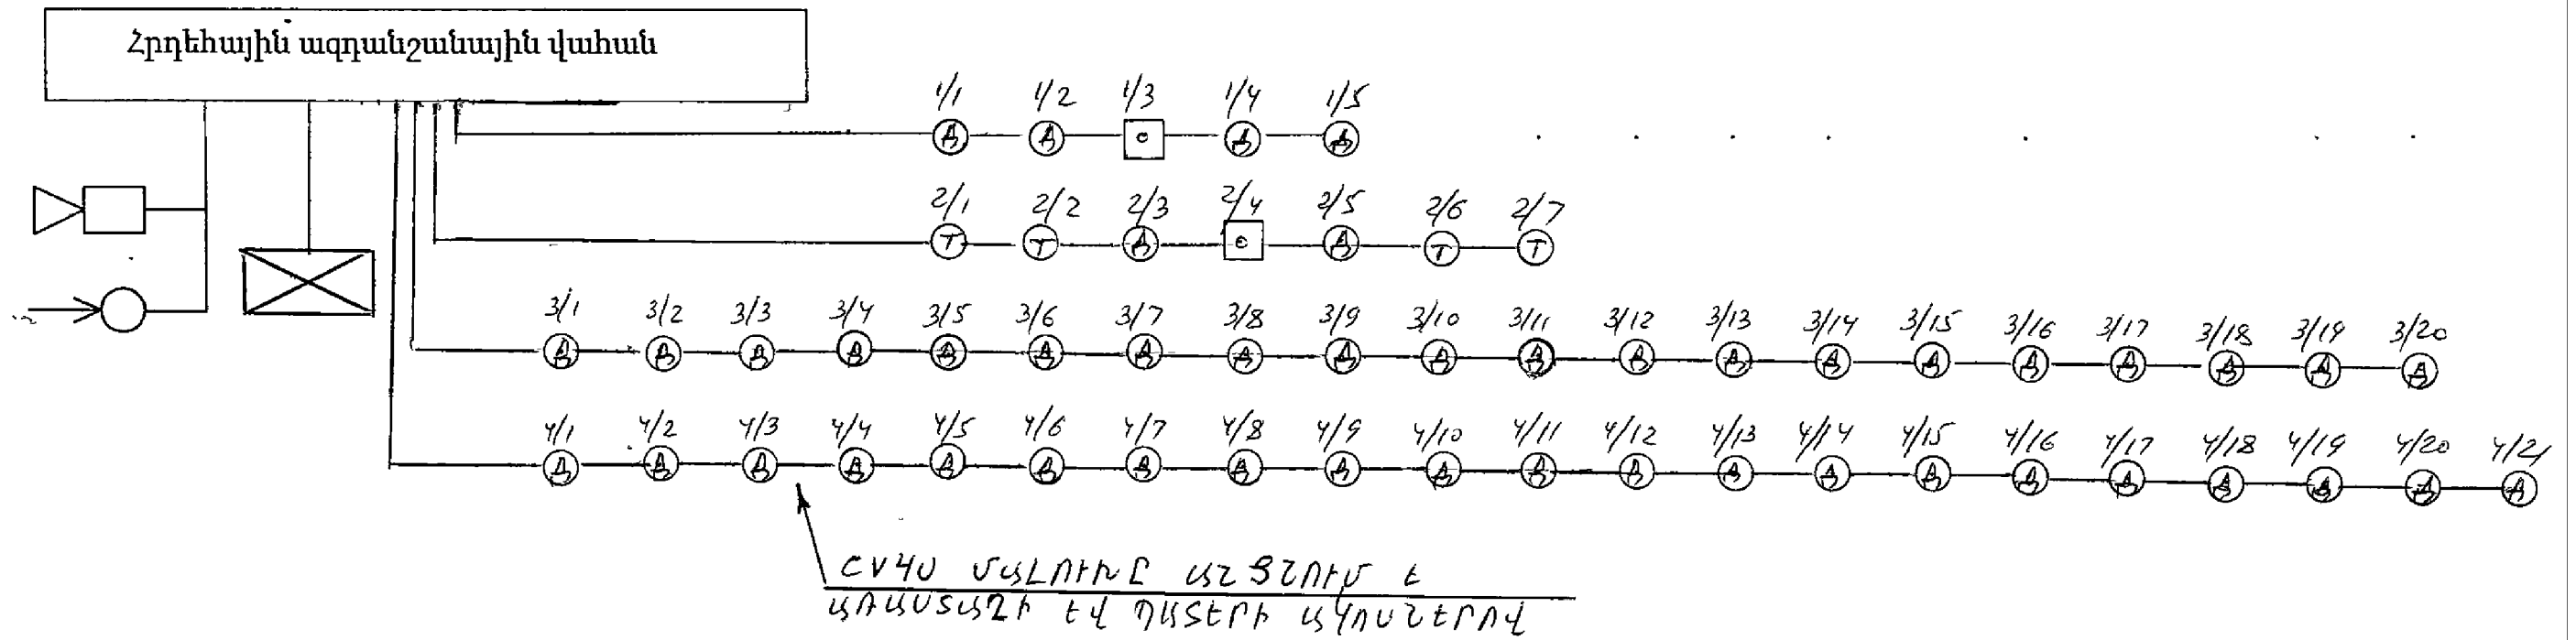 Հրդեհային ազդանշանային վահան
1/1 1/2 1/3 1/4 1/5
Д Д с Д Д
2/1 2/2 2/3 2/4 2/5 2/6 2/7
Т Т Д с Д Т Т
3/1 3/2 3/3 3/4 3/5 3/6 3/7 3/8 3/9 3/10 3/11 3/12 3/13 3/14 3/15 3/16 3/17 3/18 3/19 3/20
Д Д Д Д Д Д Д Д Д Д Д Д Д Д Д Д Д Д Д Д
4/1 4/2 4/3 4/4 4/5 4/6 4/7 4/8 4/9 4/10 4/11 4/12 4/13 4/14 4/15 4/16 4/17 4/18 4/19 4/20 4/21
Д Д Д Д Д Д Д Д Д Д Д Д Д Д Д Д Д Д Д Д Д
ՄԱԼՈՒԽԸ ԱՆՑՆՈՒՄ Է
ԱՌԱՍՏԱՂԻ ԵՎ ՊԱՏԵՐԻ ԱԿՈՍՆԵՐՈՎ